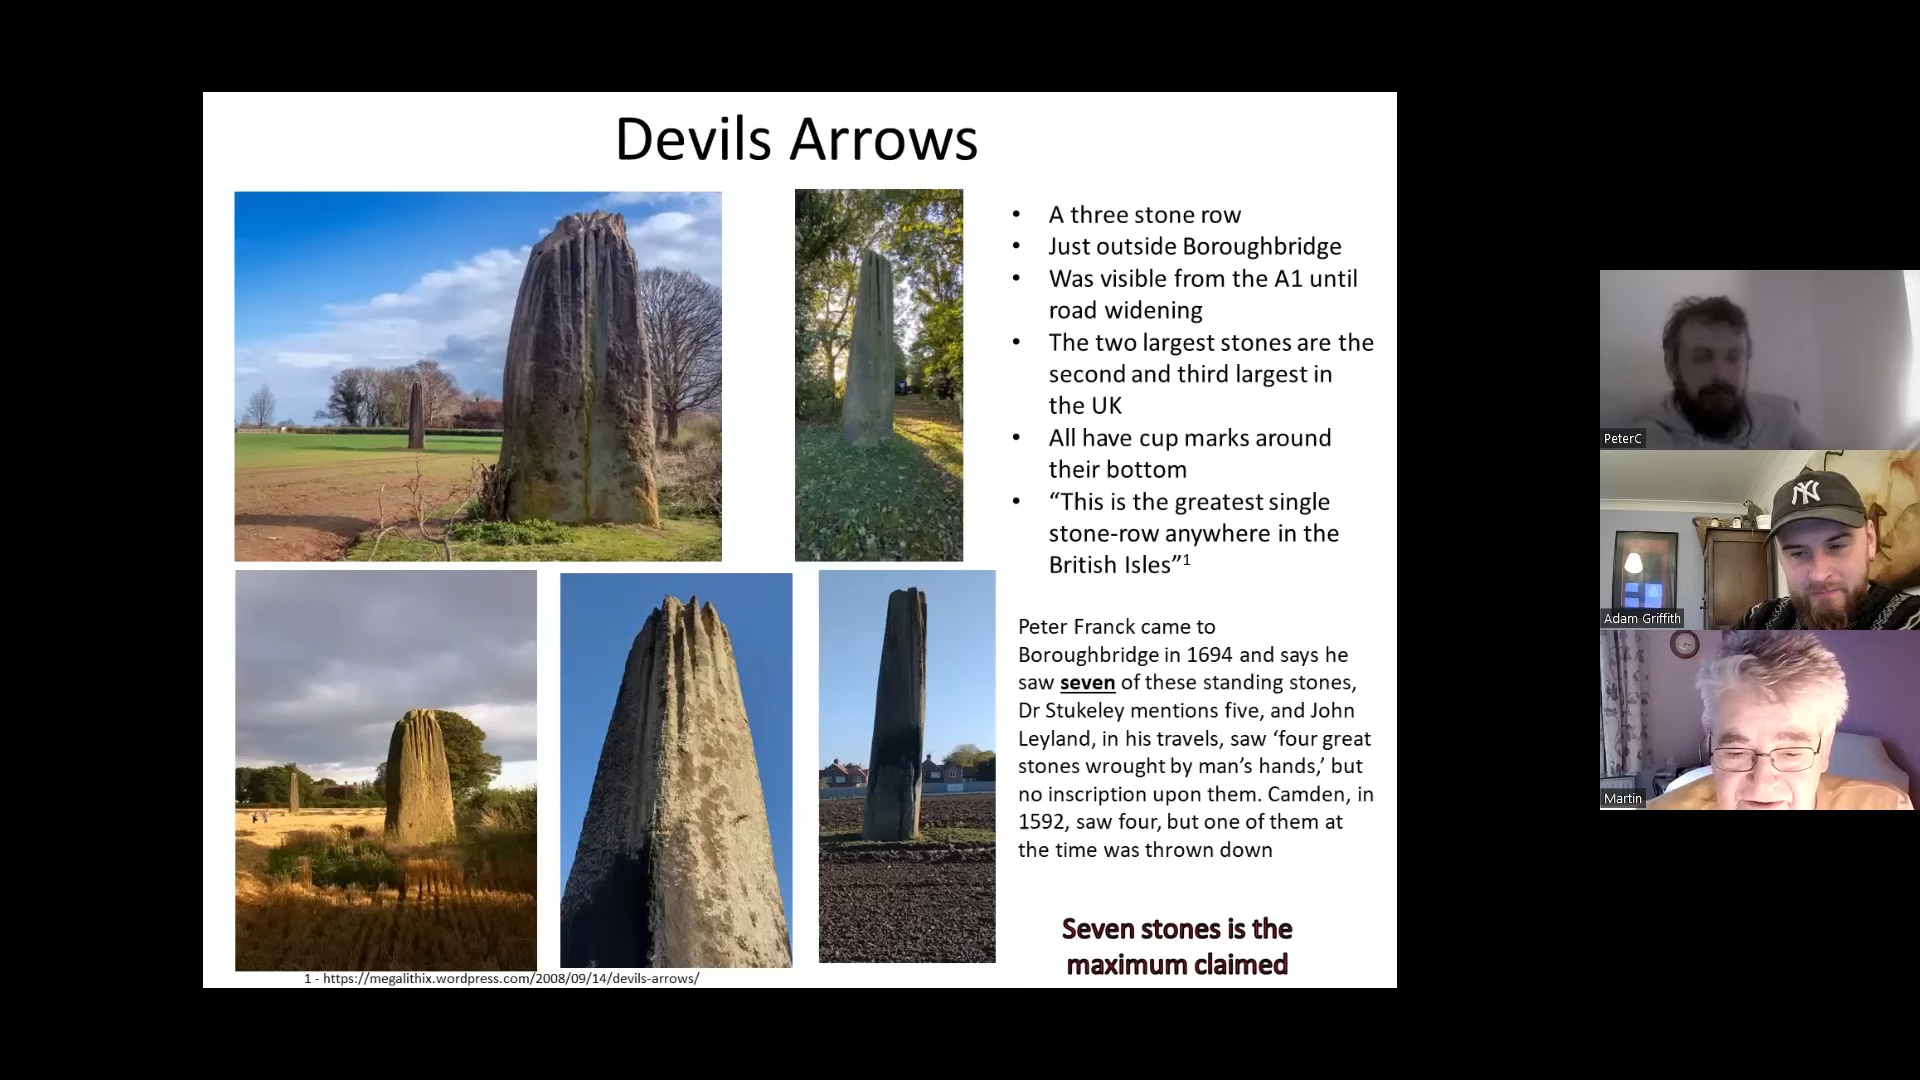 Devils Arrows
• A three stone row
• Just outside Boroughbridge
• Was visible from the A1 until
road widening
• The two largest stones are the
second and third largest in
the UK
• All have cup marks around
their bottom
• “This is the greatest single
stone-row anywhere in the
British Isles”1
Peter Franck came to
Boroughbridge in 1694 and says he
saw seven of these standing stones,
Dr Stukeley mentions five, and John
Leyland, in his travels, saw ‘four great
stones wrought by man’s hands,’ but
no inscription upon them. Camden, in
1592, saw four, but one of them at
the time was thrown down
Seven stones is the
maximum claimed
1 - https://megalithix.wordpress.com/2008/09/14/devils-arrows/
PeterC
NY
Adam Griffith
Martin